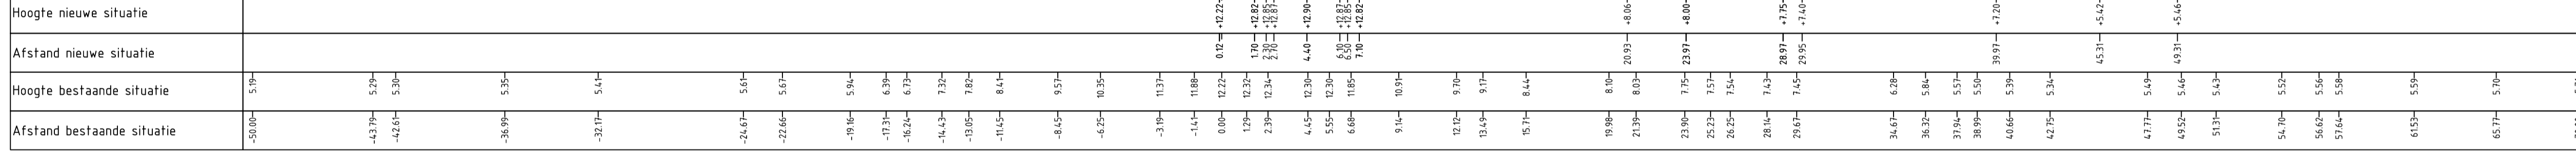 Hoogte nieuwe situatie +12.22 +12.82 +12.85 +12.87 +12.90 +12.87 +12.85 +12.82 +8.06 +8.00 +7.75 +7.40 +7.20 +5.42 +5.46
Afstand nieuwe situatie 0.12 1.70 2.30 2.70 4.40 6.10 6.50 7.10 20.93 23.97 28.97 29.95 39.97 45.31 49.31
Hoogte bestaande situatie 5.19 5.29 5.30 5.35 5.41 5.61 5.67 5.94 6.39 6.73 7.32 7.82 8.41 9.57 10.35 11.37 11.88 12.22 12.32 12.34 12.30 12.30 11.85 10.91 9.70 9.17 8.44 8.10 8.03 7.75 7.57 7.54 7.43 7.45 6.28 5.84 5.57 5.50 5.39 5.34 5.49 5.46 5.43 5.52 5.56 5.58 5.59 5.70
Afstand bestaande situatie -50.00 -43.79 -42.61 -36.99 -32.17 -24.67 -22.66 -19.16 -17.31 -16.24 -14.43 -13.05 -11.45 -8.45 -6.25 -3.19 -1.41 0.00 1.29 2.39 4.45 5.55 6.68 9.14 12.12 13.49 15.71 19.98 21.39 23.90 25.23 26.25 28.14 29.67 34.67 36.32 37.94 38.99 40.66 42.75 47.77 49.52 51.31 54.70 56.62 57.64 61.53 65.77